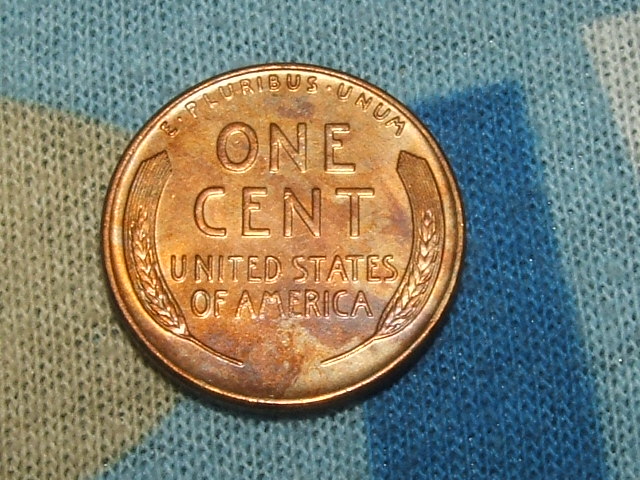 E·PLURIBUS·UNUM
ONE
CENT
UNITED STATES
OF AMERICA